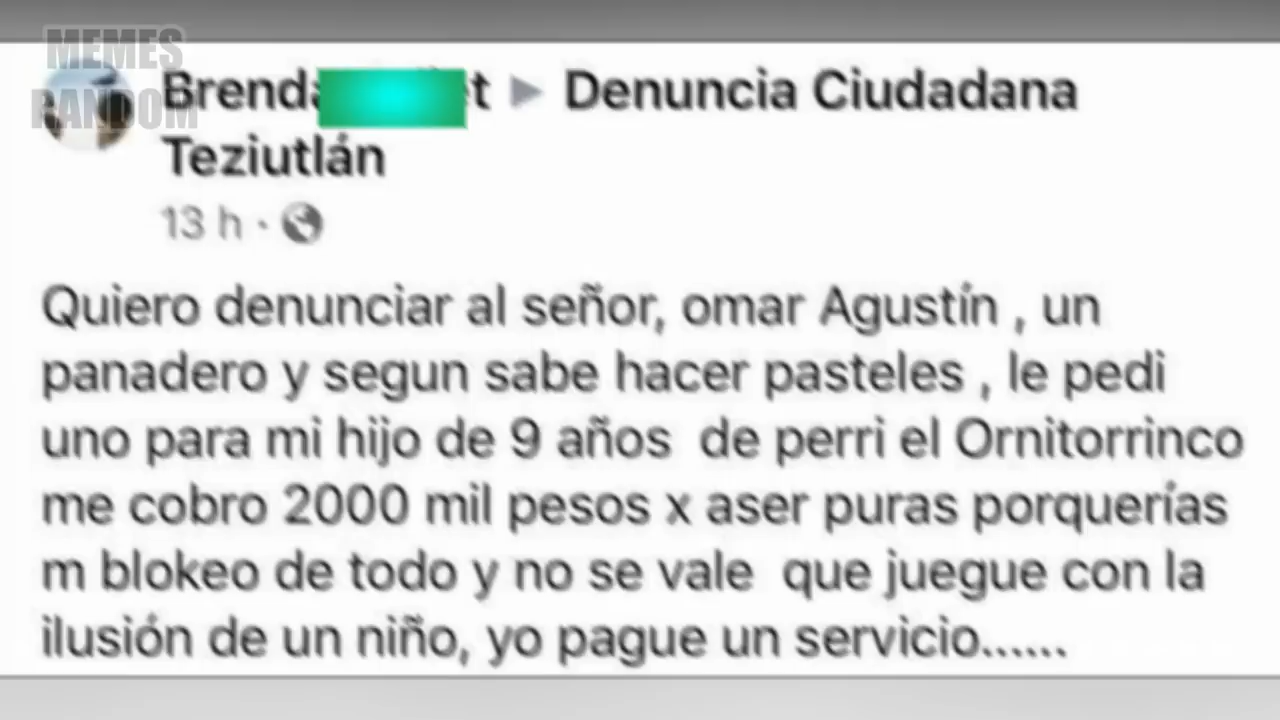 MEMES
RANDOM
Brenda t ▶ Denuncia Ciudadana
Teziutlán
13 h ·
Quiero denunciar al señor, omar Agustín , un
panadero y segun sabe hacer pasteles , le pedi
uno para mi hijo de 9 años de perri el Ornitorrinco
me cobro 2000 mil pesos x aser puras porquerías
m blokeo de todo y no se vale que juegue con la
ilusión de un niño, yo pague un servicio......